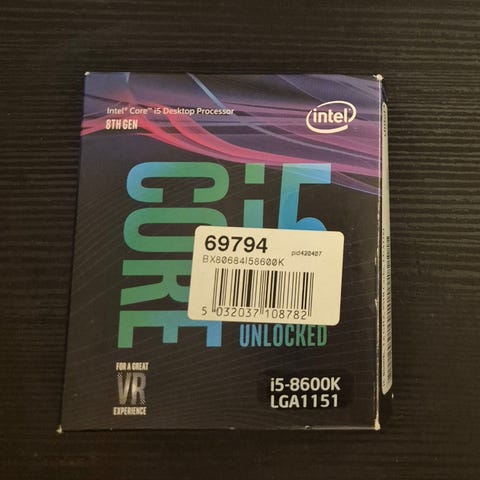 Intel® Core™ i5 Desktop Processor
8TH GEN
intel®
CORE
i5
69794
pid420407
BX80684I58600K
5 032037 108782
UNLOCKED
FOR A GREAT
VR
EXPERIENCE
i5-8600K
LGA1151